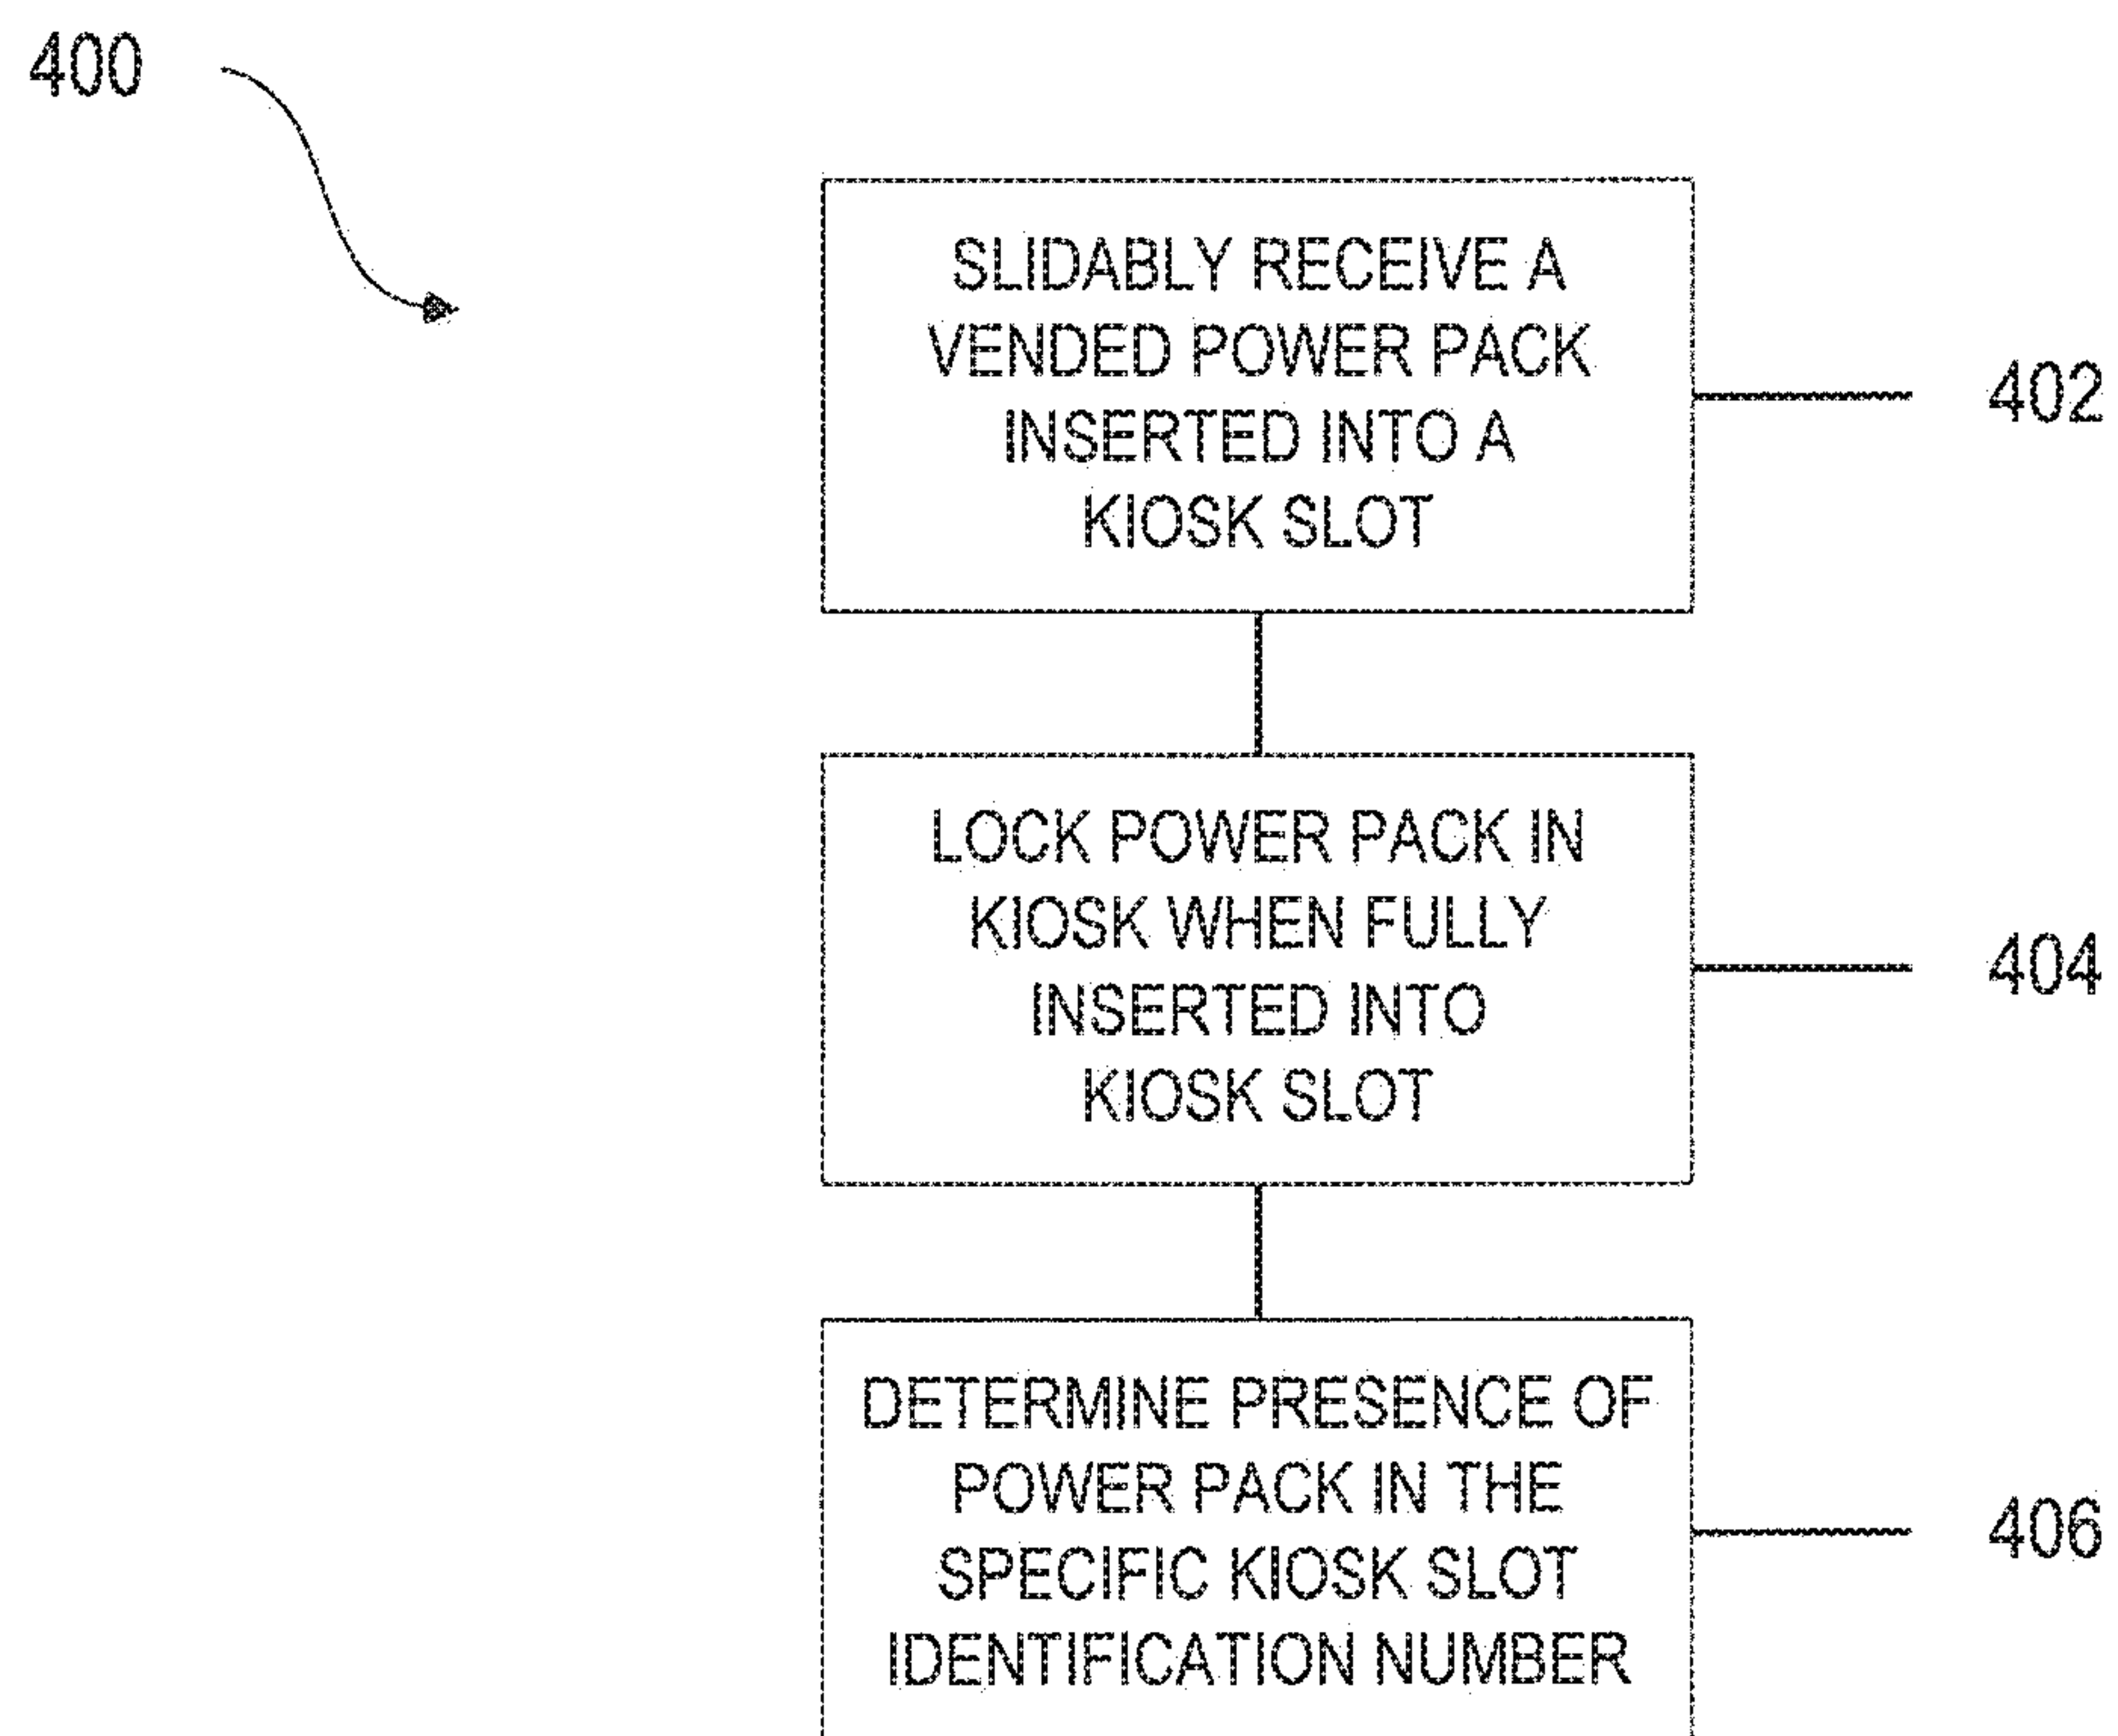 400
SLIDABLY RECEIVE A
VENDED POWER PACK
INSERTED INTO A
KIOSK SLOT
402
LOCK POWER PACK IN
KIOSK WHEN FULLY
INSERTED INTO
KIOSK SLOT
404
DETERMINE PRESENCE OF
POWER PACK IN THE
SPECIFIC KIOSK SLOT
IDENTIFICATION NUMBER
406